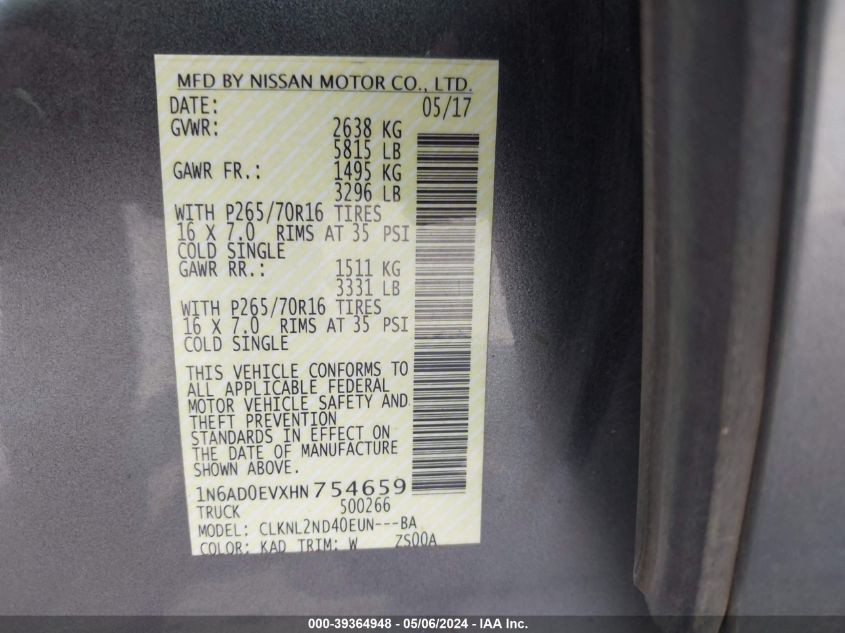 MFD BY NISSAN MOTOR CO., LTD.
DATE: 05/17
GVWR: 2638 KG
5815 LB
GAWR FR.: 1495 KG
3296 LB
WITH P265/70R16 TIRES
16 X 7.0 RIMS AT 35 PSI
COLD SINGLE
GAWR RR.: 1511 KG
3331 LB
WITH P265/70R16 TIRES
16 X 7.0 RIMS AT 35 PSI
COLD SINGLE
THIS VEHICLE CONFORMS TO
ALL APPLICABLE FEDERAL
MOTOR VEHICLE SAFETY AND
THEFT PREVENTION
STANDARDS IN EFFECT ON
THE DATE OF MANUFACTURE
SHOWN ABOVE.
1N6AD0EVXHN754659
TRUCK 500266
MODEL: CLKNL2ND40EUN---BA
COLOR: KAD TRIM: W ZS00A
000-39364948 - 05/06/2024 - IAA Inc.